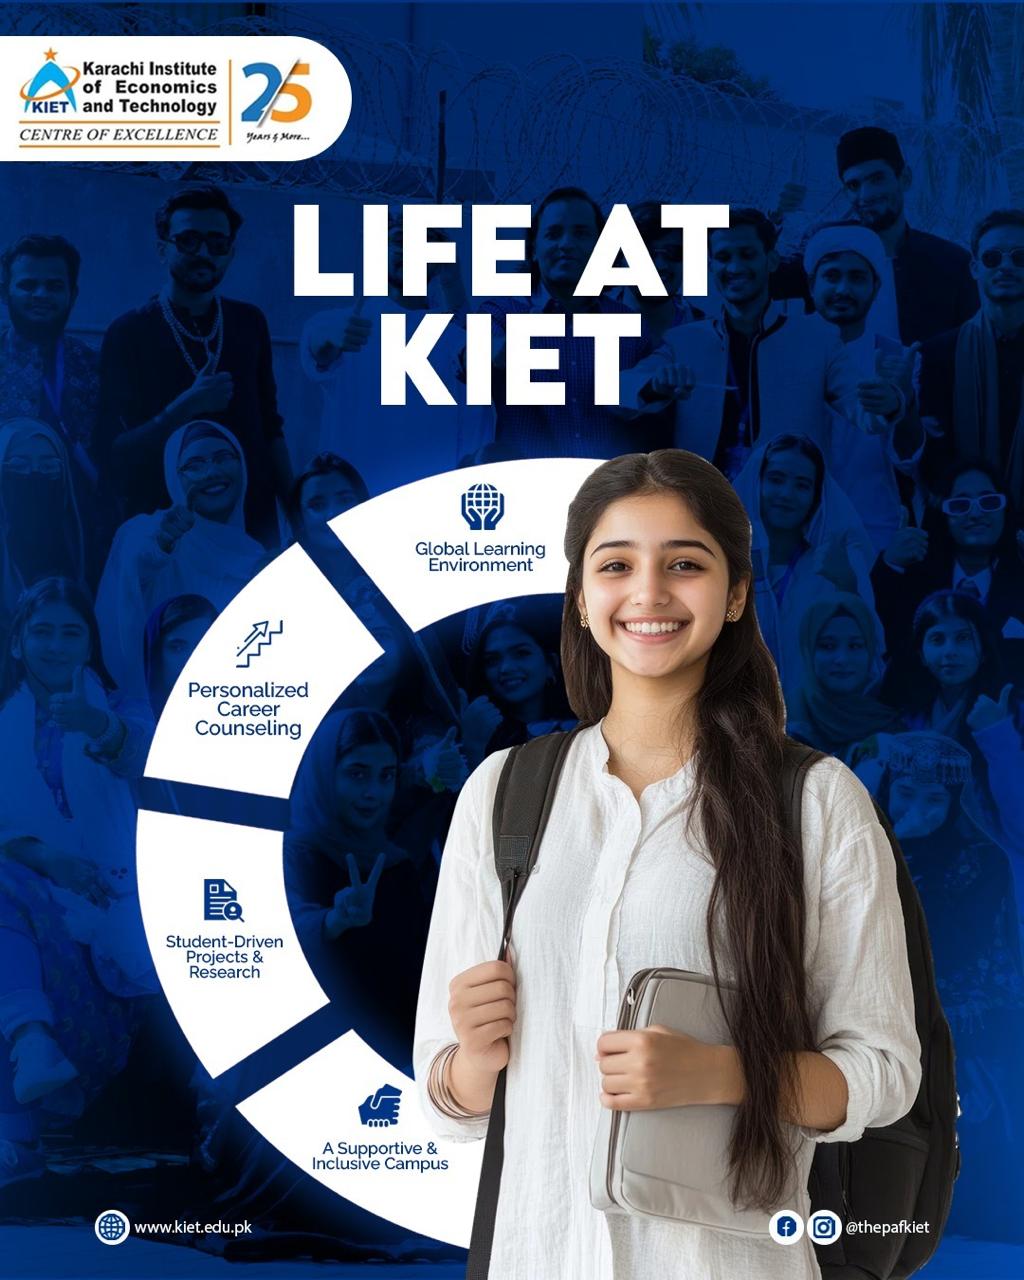 Karachi Institute
of Economics
and Technology
KIET
CENTRE OF EXCELLENCE
25
Years & More...
LIFE AT
KIET
Global Learning
Environment
Personalized
Career
Counseling
Student-Driven
Projects &
Research
A Supportive &
Inclusive Campus
www.kiet.edu.pk
@thepafkiet